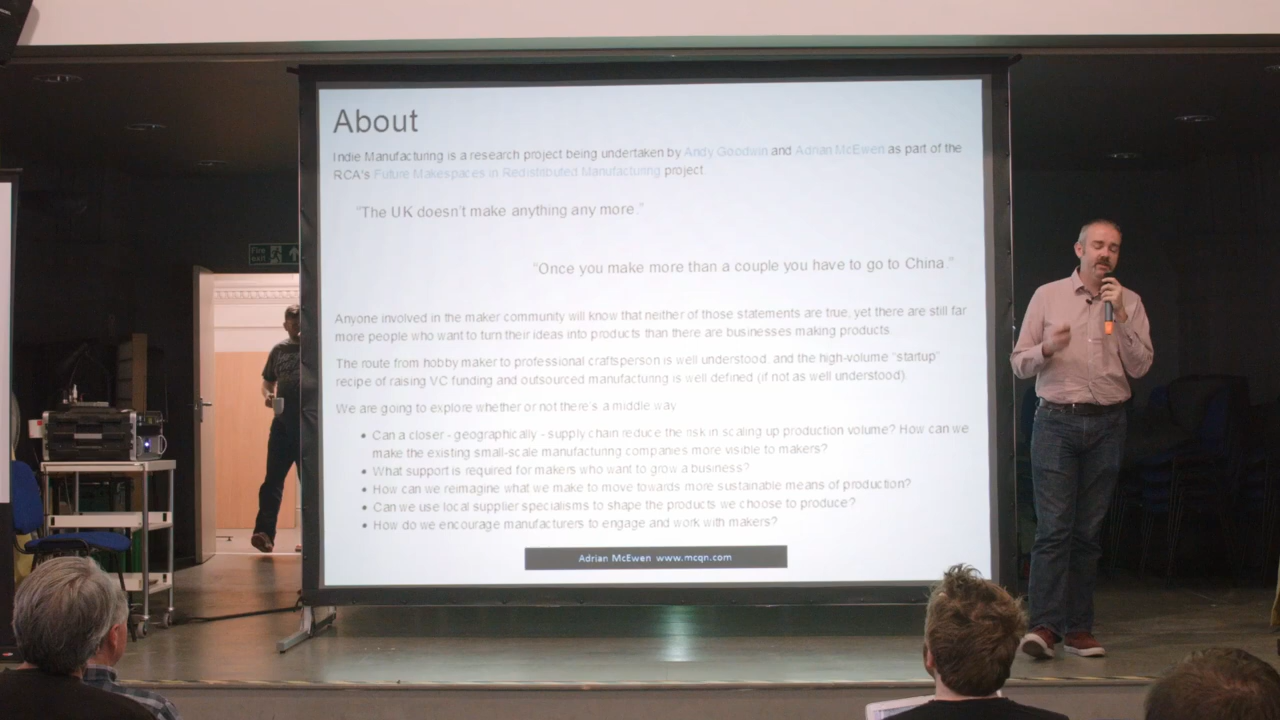 About
Indie Manufacturing is a research project being undertaken by Andy Goodwin and Adrian McEwen as part of the
RCA's Future Makespaces in Redistributed Manufacturing project
"The UK doesn't make anything any more."
"Once you make more than a couple you have to go to China."
Anyone involved in the maker community will know that neither of those statements are true, yet there are still far
more people who want to turn their ideas into products than there are businesses making products.
The route from hobby maker to professional craftsperson is well understood, and the high-volume "startup"
recipe of raising VC funding and outsourced manufacturing is well defined (if not as well understood).
We are going to explore whether or not there's a middle way
• Can a closer - geographically - supply chain reduce the risk in scaling up production volume? How can we
make the existing small-scale manufacturing companies more visible to makers?
• What support is required for makers who want to grow a business?
• How can we reimagine what we make to move towards more sustainable means of production?
• Can we use local supplier specialisms to shape the products we choose to produce?
• How do we encourage manufacturers to engage and work with makers?
Adrian McEwen www.mcqn.com
Fire
exit